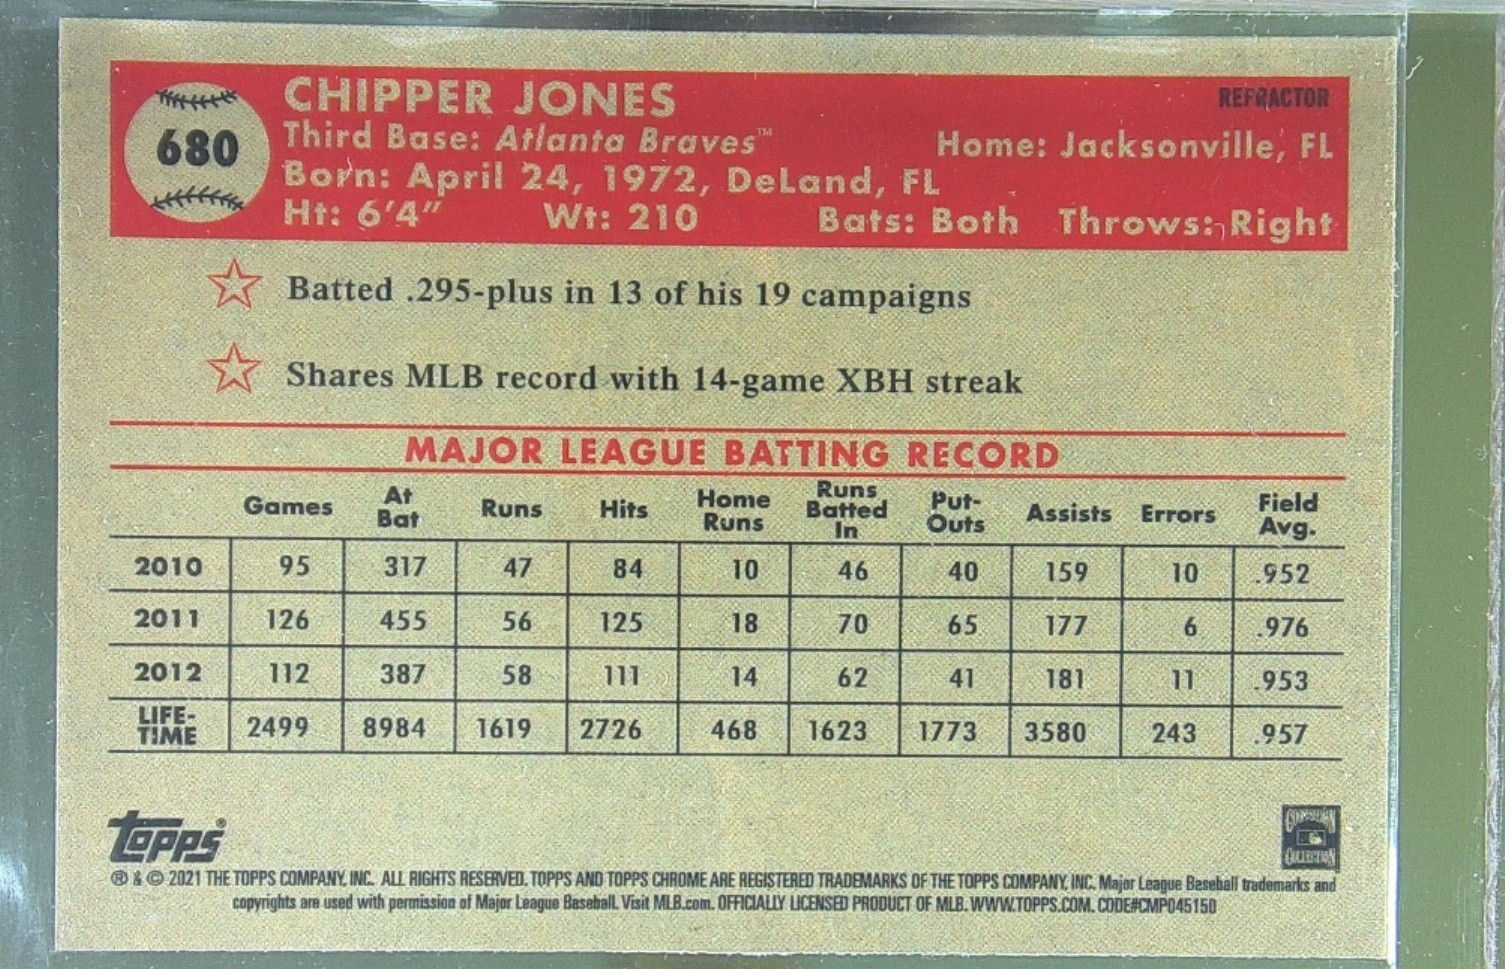 680
CHIPPER JONES
REFRACTOR
Third Base: Atlanta Braves™
Home: Jacksonville, FL
Born: April 24, 1972, DeLand, FL
Ht: 6'4" Wt: 210 Bats: Both Throws: Right
Batted .295-plus in 13 of his 19 campaigns
Shares MLB record with 14-game XBH streak
MAJOR LEAGUE BATTING RECORD
Games At Bat Runs Hits Home Runs Runs Batted In Put-Outs Assists Errors Field Avg.
2010 95 317 47 84 10 46 40 159 10 .952
2011 126 455 56 125 18 70 65 177 6 .976
2012 112 387 58 111 14 62 41 181 11 .953
LIFE-TIME 2499 8984 1619 2726 468 1623 1773 3580 243 .957
topps®
COOPERSTOWN
COLLECTION
® & © 2021 THE TOPPS COMPANY, INC. ALL RIGHTS RESERVED. TOPPS AND TOPPS CHROME ARE REGISTERED TRADEMARKS OF THE TOPPS COMPANY, INC. Major League Baseball trademarks and
copyrights are used with permission of Major League Baseball. Visit MLB.com. OFFICIALLY LICENSED PRODUCT OF MLB. WWW.TOPPS.COM. CODE#CMP045150